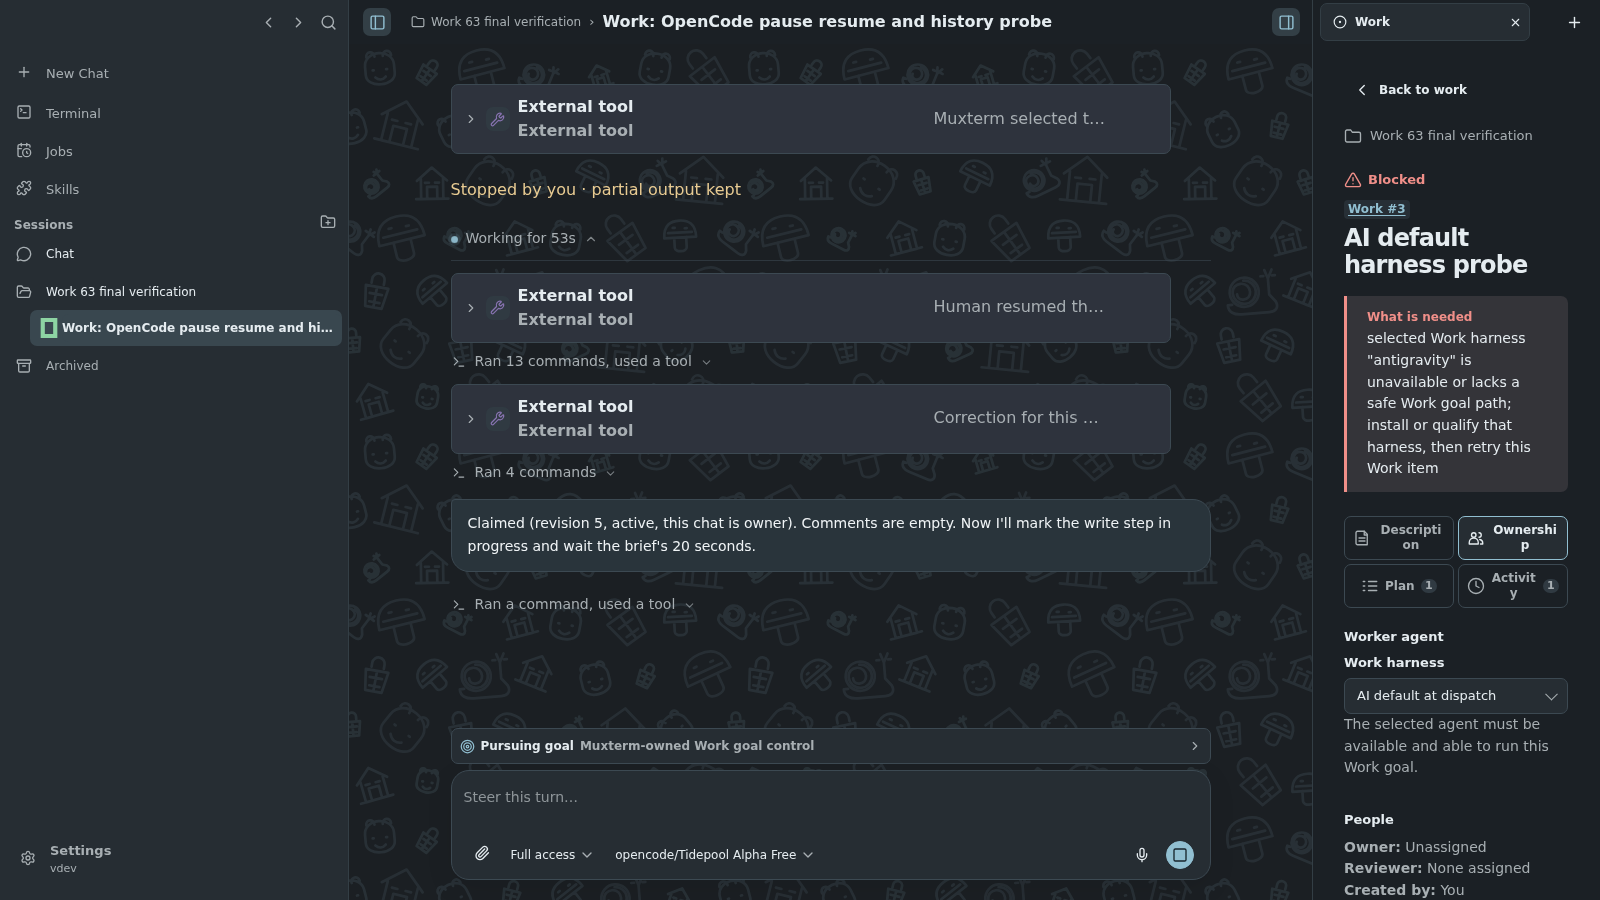 New Chat
Terminal
Jobs
Skills
Sessions
Chat
Work 63 final verification
Work: OpenCode pause resume and hi...
Archived
Settings
vdev
Work 63 final verification › Work: OpenCode pause resume and history probe
External tool
External tool
Muxterm selected t...
Stopped by you · partial output kept
Working for 53s
External tool
External tool
Human resumed th...
Ran 13 commands, used a tool
External tool
External tool
Correction for this ...
Ran 4 commands
Claimed (revision 5, active, this chat is owner). Comments are empty. Now I'll mark the write step in
progress and wait the brief's 20 seconds.
Ran a command, used a tool
Pursuing goal Muxterm-owned Work goal control
Steer this turn...
Full access
opencode/Tidepool Alpha Free
Work
Back to work
Work 63 final verification
Blocked
Work #3
AI default
harness probe
What is needed
selected Work harness
"antigravity" is
unavailable or lacks a
safe Work goal path;
install or qualify that
harness, then retry this
Work item
Descripti
on
Ownershi
p
Plan 1
Activit
y
1
Worker agent
Work harness
AI default at dispatch
The selected agent must be
available and able to run this
Work goal.
People
Owner: Unassigned
Reviewer: None assigned
Created by: You